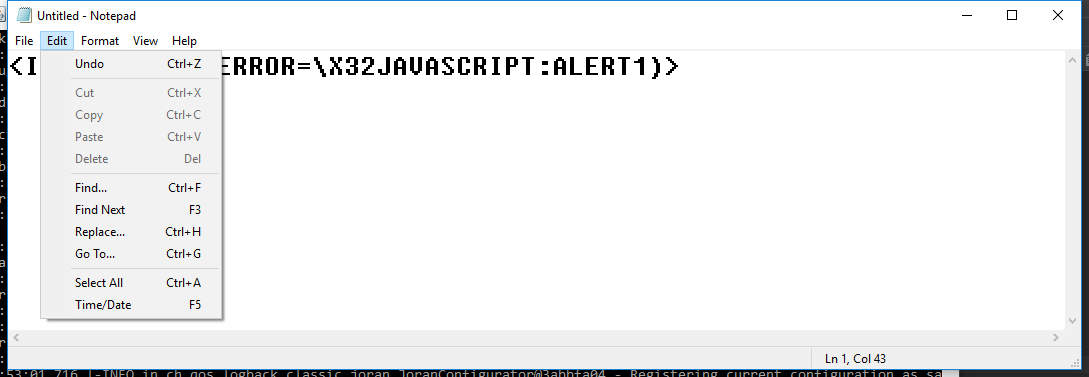 Untitled - Notepad
File Edit Format View Help
<I ERROR=\X32JAVASCRIPT:ALERT1)>
Undo Ctrl+Z
Cut Ctrl+X
Copy Ctrl+C
Paste Ctrl+V
Delete Del
Find... Ctrl+F
Find Next F3
Replace... Ctrl+H
Go To... Ctrl+G
Select All Ctrl+A
Time/Date F5
Ln 1, Col 43
:53:01,716 |-INFO in ch.qos.logback.classic.joran.JoranConfigurator@3abbfa04 - Registering current configuration as sa